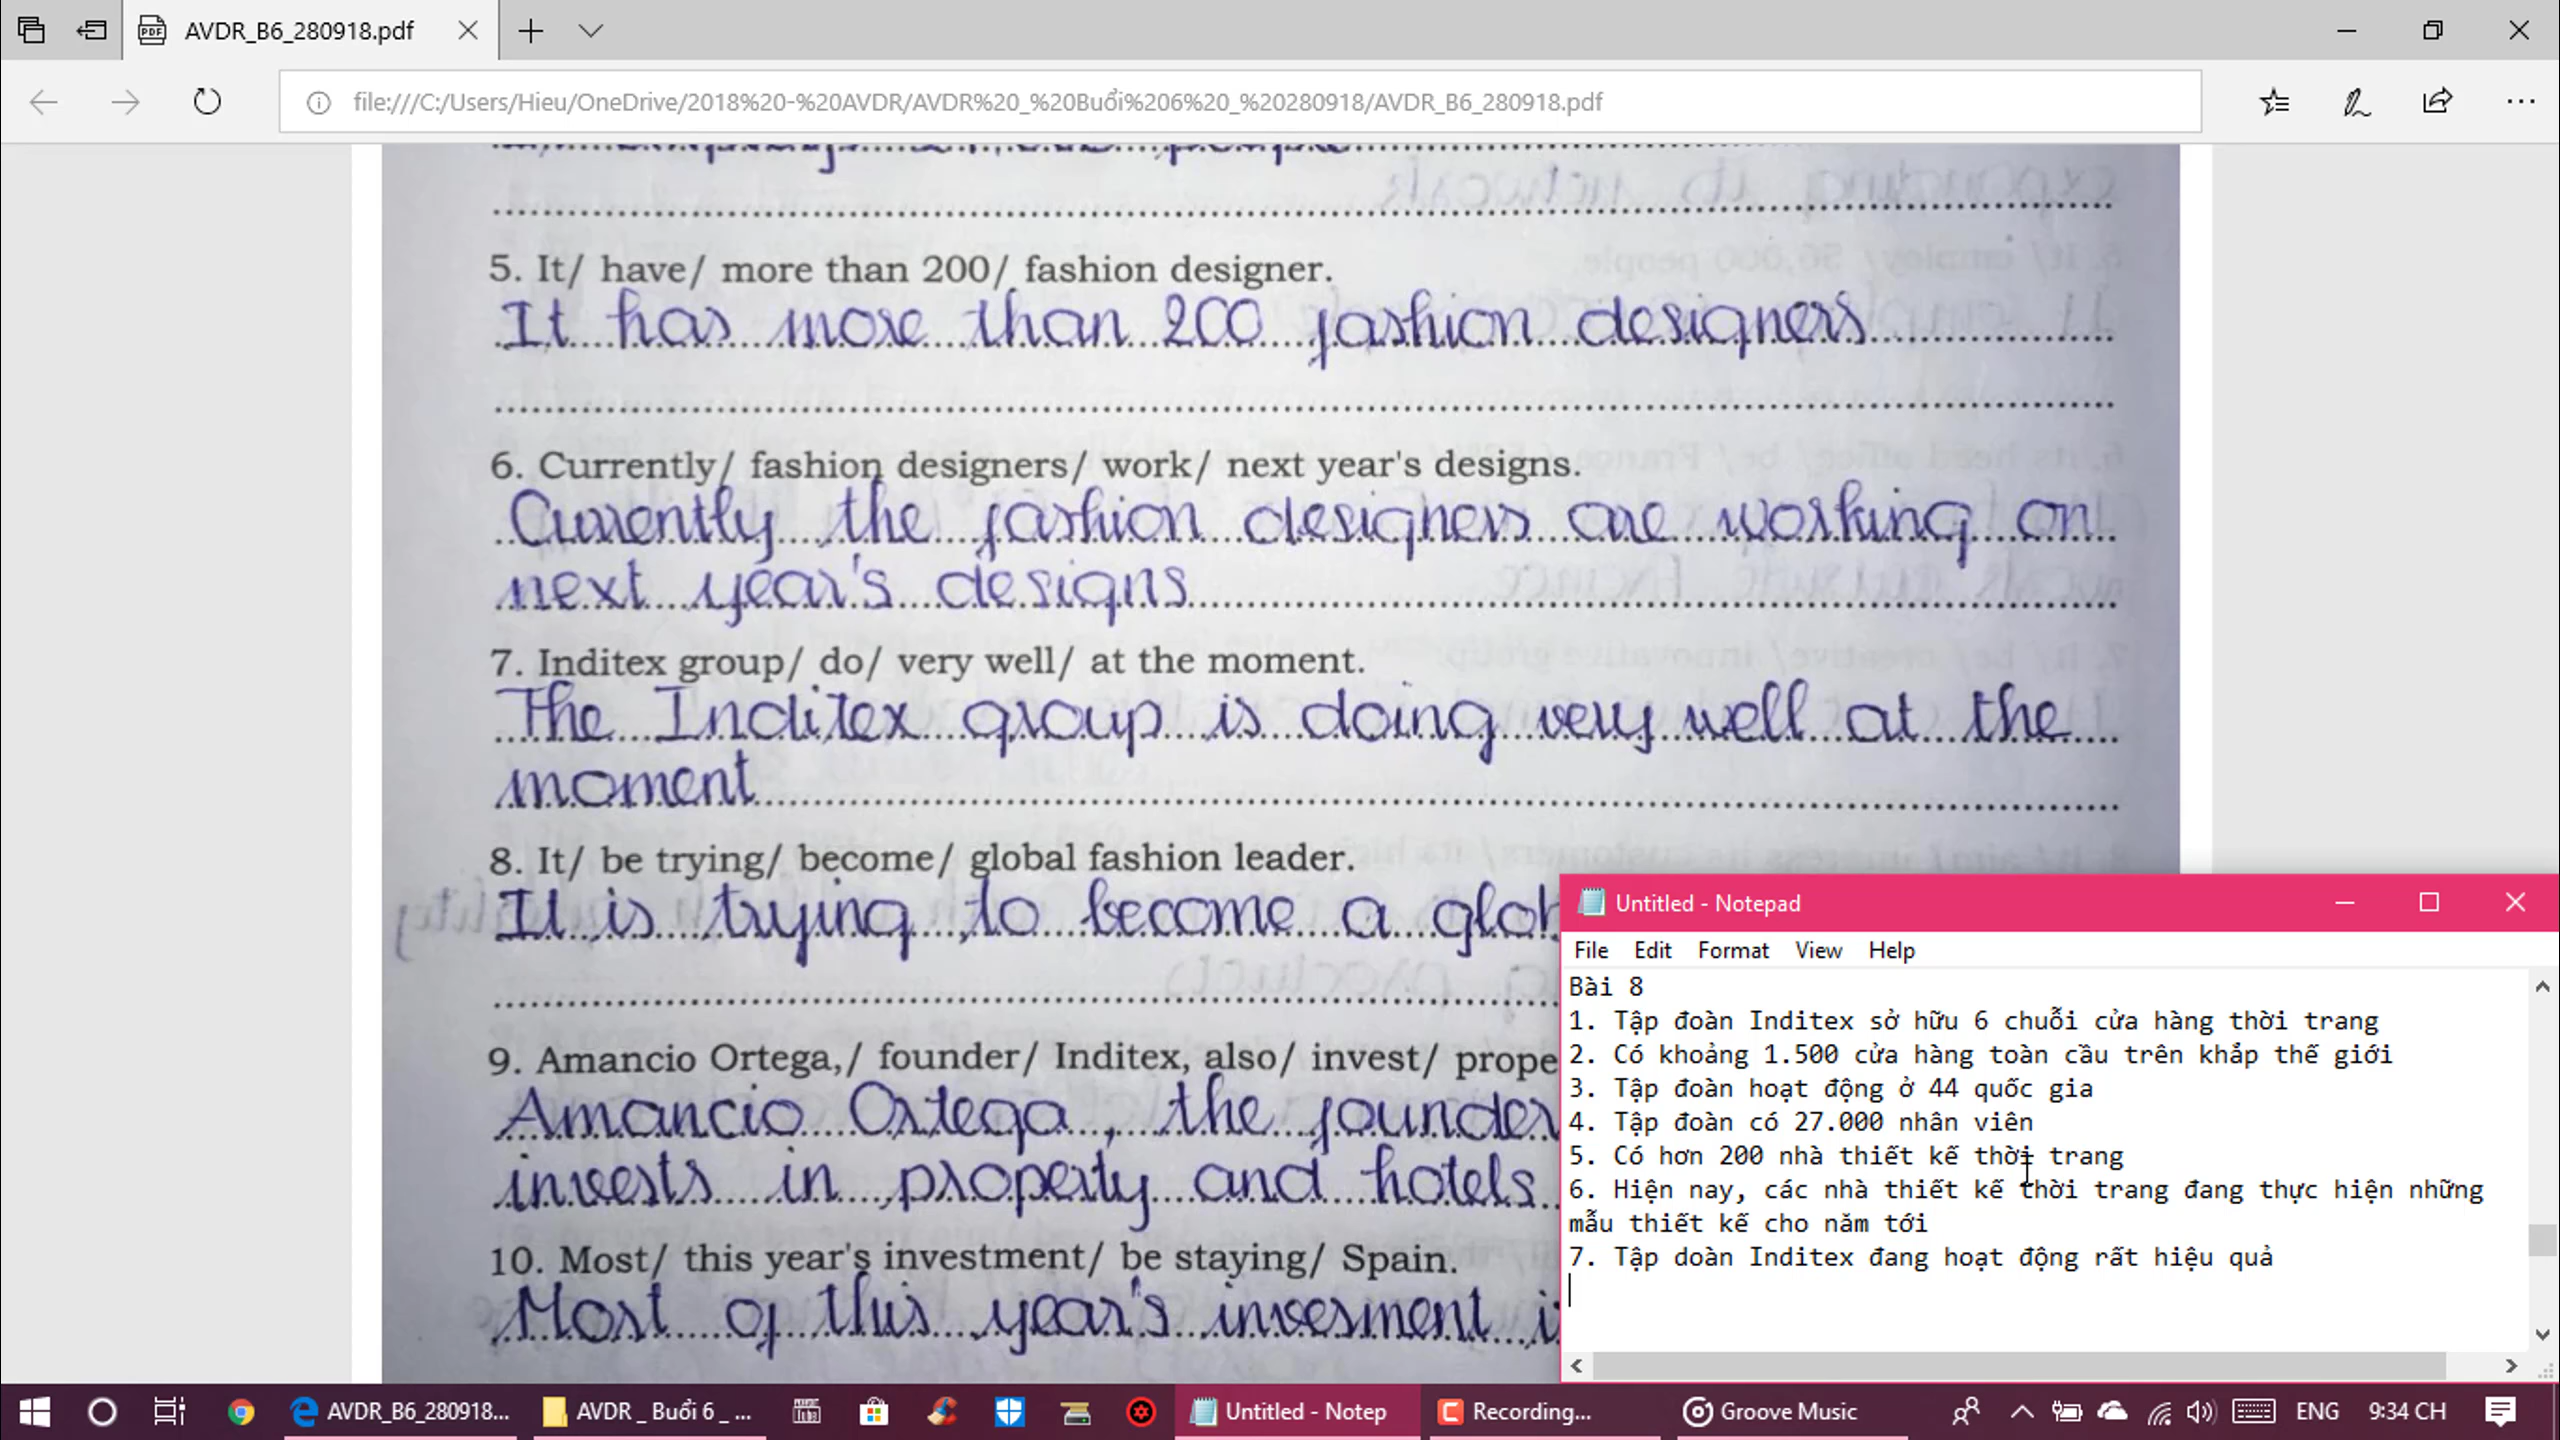 AVDR_B6_280918.pdf
file:///C:/Users/Hieu/OneDrive/2018%20-%20AVDR/AVDR%20_%20Buổi%206%20_%20280918/AVDR_B6_280918.pdf
5. It/ have/ more than 200/ fashion designer.
It has more than 200 fashion designers
6. Currently/ fashion designers/ work/ next year's designs.
Currently the fashion designers are working on
next year's designs
7. Inditex group/ do/ very well/ at the moment.
The Inditex group is doing very well at the
moment
8. It/ be trying/ become/ global fashion leader.
It is trying to become a
9. Amancio Ortega,/ founder/ Inditex, also/ invest/
Amancio Ortega, the founder
invests in property and hotels
10. Most/ this year's investment/ be staying/ Spain.
Most of this year's invesment
Untitled - Notepad
File Edit Format View Help
Bài 8
1. Tập đoàn Inditex sở hữu 6 chuỗi cửa hàng thời trang
2. Có khoảng 1.500 cửa hàng toàn cầu trên khắp thế giới
3. Tập đoàn hoạt động ở 44 quốc gia
4. Tập đoàn có 27.000 nhân viên
5. Có hơn 200 nhà thiết kế thời trang
6. Hiện nay, các nhà thiết kế thời trang đang thực hiện những
mẫu thiết kế cho năm tới
7. Tập doàn Inditex đang hoạt động rất hiệu quả
AVDR_B6_280918... AVDR _ Buổi 6 _ ... Untitled - Notep Recording... Groove Music ENG 9:34 CH